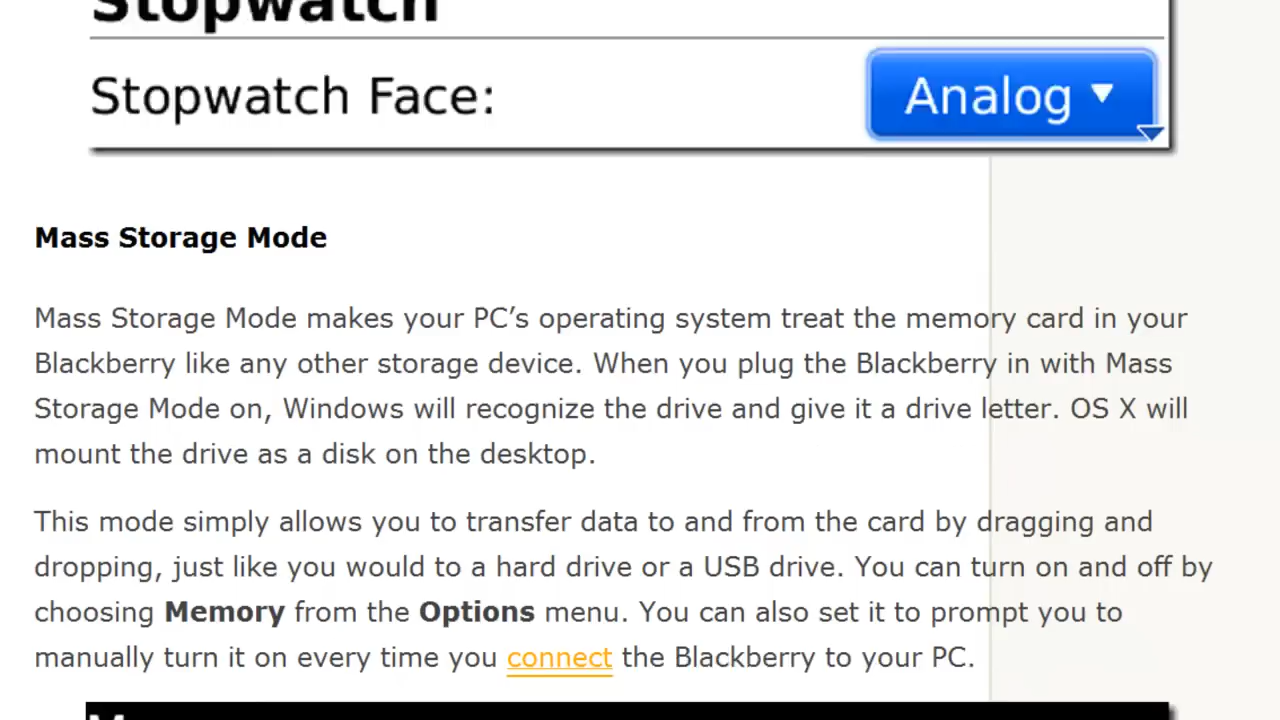 Stopwatch
Stopwatch Face: Analog
Mass Storage Mode
Mass Storage Mode makes your PC’s operating system treat the memory card in your
Blackberry like any other storage device. When you plug the Blackberry in with Mass
Storage Mode on, Windows will recognize the drive and give it a drive letter. OS X will
mount the drive as a disk on the desktop.
This mode simply allows you to transfer data to and from the card by dragging and
dropping, just like you would to a hard drive or a USB drive. You can turn on and off by
choosing Memory from the Options menu. You can also set it to prompt you to
manually turn it on every time you connect the Blackberry to your PC.